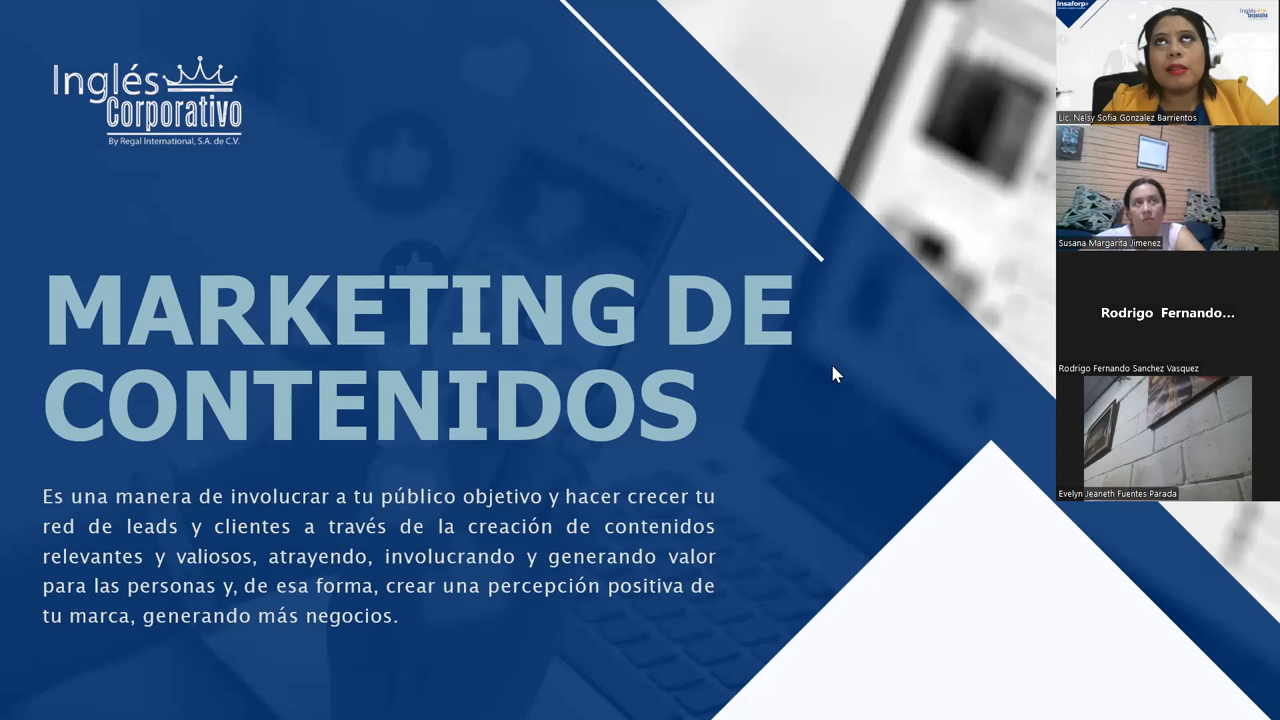 Inglés
Corporativo
By Regal International, S.A. de C.V.
MARKETING DE
CONTENIDOS
Es una manera de involucrar a tu público objetivo y hacer crecer tu
red de leads y clientes a través de la creación de contenidos
relevantes y valiosos, atrayendo, involucrando y generando valor
para las personas y, de esa forma, crear una percepción positiva de
tu marca, generando más negocios.
Insaforp
Inglés
Corporativo
Lic. Nelsy Sofia Gonzalez Barrientos
Susana Margarita Jimenez
Rodrigo Fernando...
Rodrigo Fernando Sanchez Vasquez
Evelyn Jeaneth Fuentes Parada